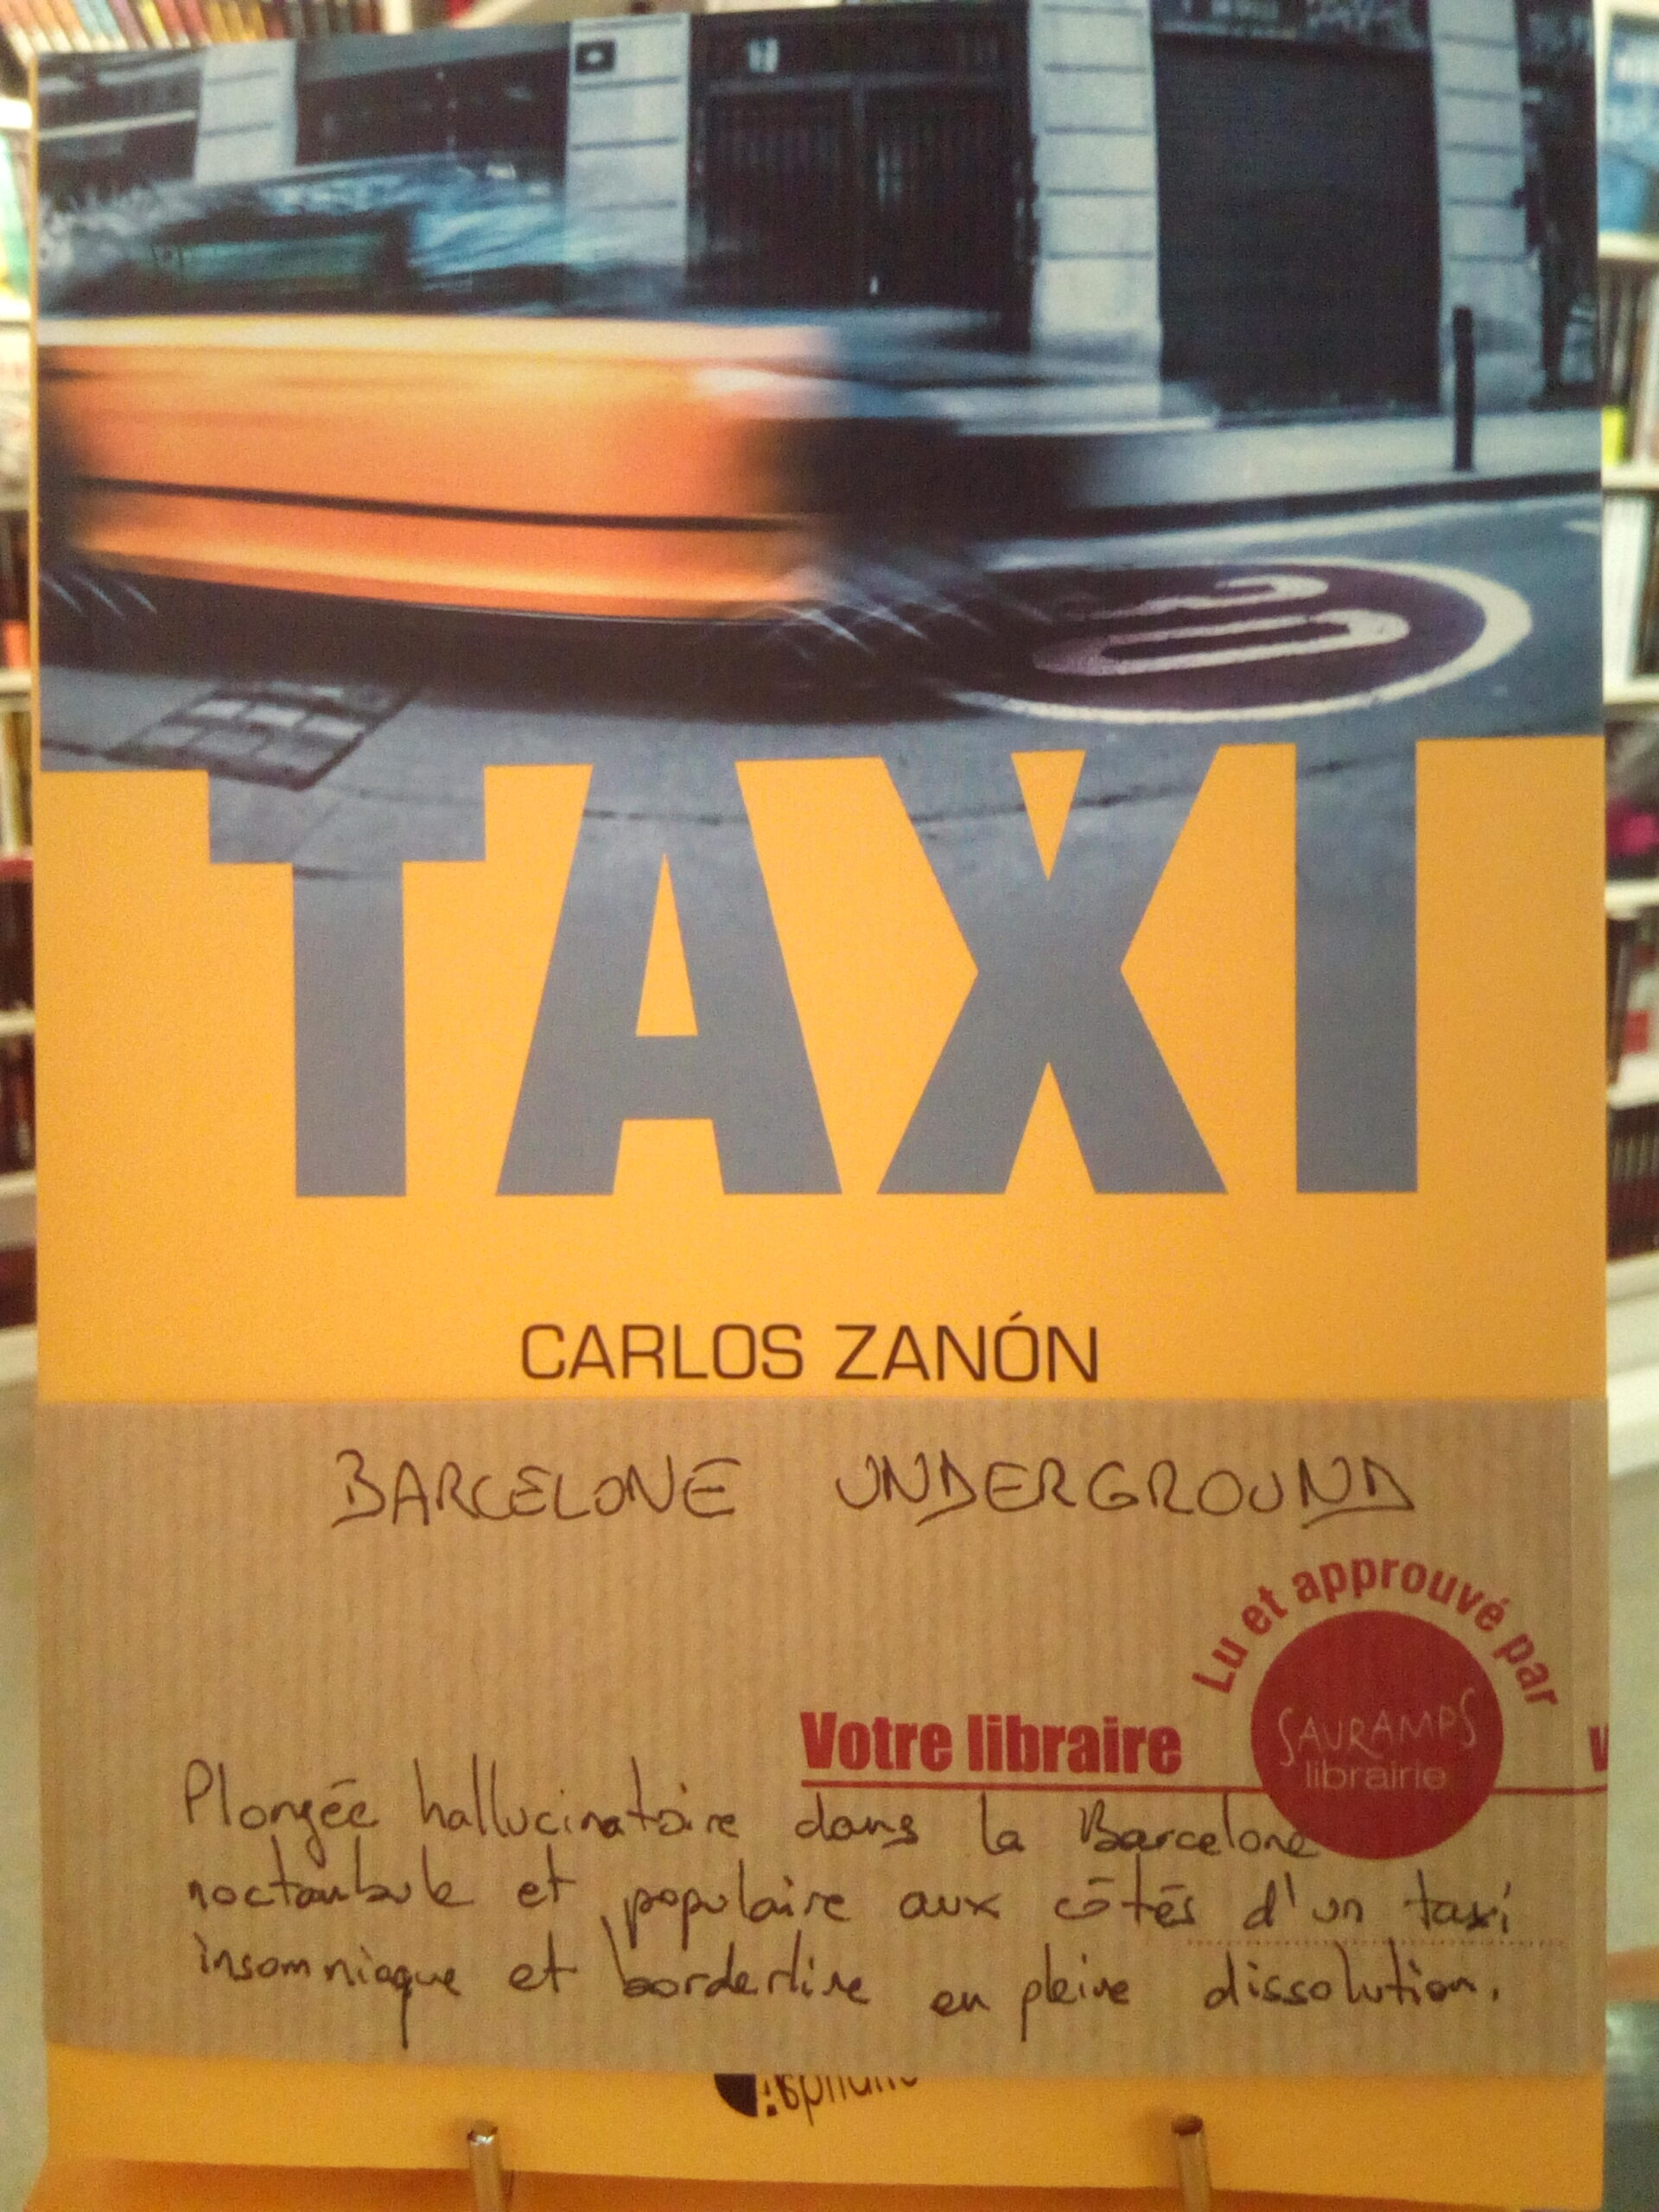 TAXI
CARLOS ZANÓN
BARCELONE UNDERGROUND
Lu et approuvé par
SAURAMPS
librairie
Votre libraire
Plongée hallucinatoire dans la Barcelone
noctambule et populaire aux côtés d'un taxi
insomniaque et borderline en pleine dissolution.